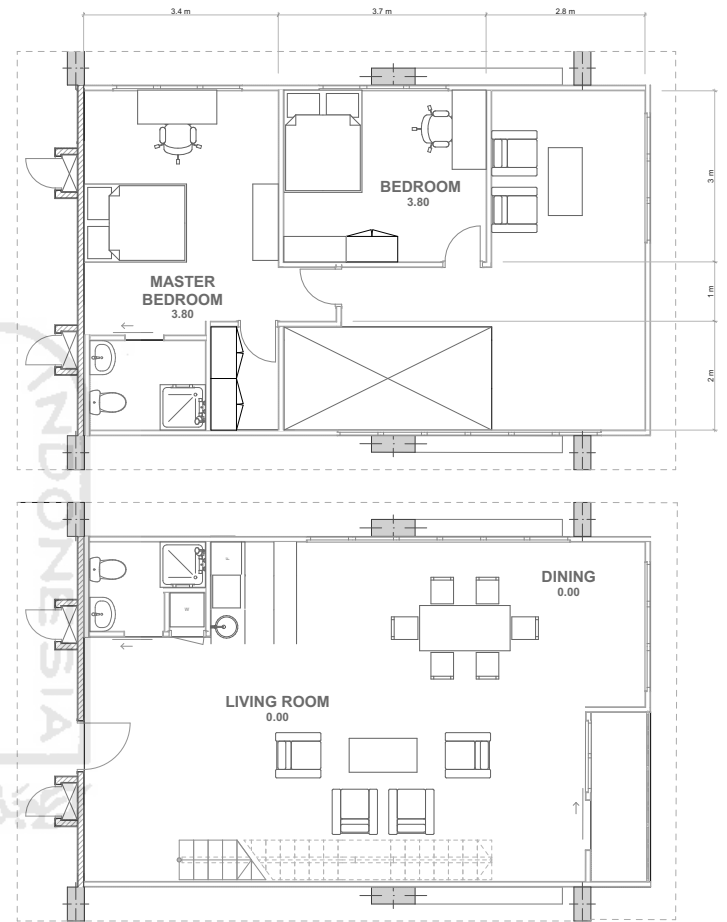 3.4 m
3.7 m
2.8 m
3 m
1 m
2 m
BEDROOM
3.80
MASTER
BEDROOM
3.80
INDONESIA
DINING
0.00
LIVING ROOM
0.00
F
W